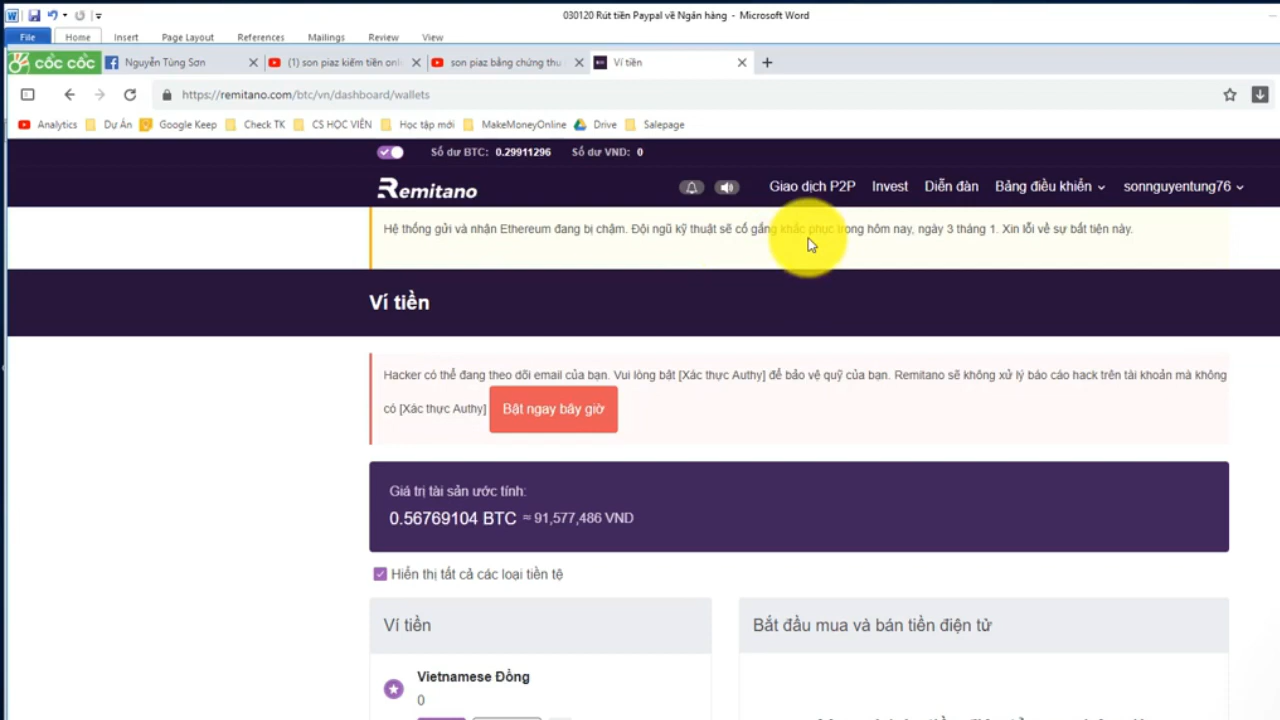 030120 Rút tiền Paypal về Ngân hàng - Microsoft Word
File Home Insert Page Layout References Mailings Review View
cốc cốc Nguyễn Tùng Sơn (1) son piaz kiếm tiền onli son piaz bằng chứng thu Ví tiền
https://remitano.com/btc/vn/dashboard/wallets
Analytics Dự Án Google Keep Check TK CS HỌC VIÊN Học tập mới MakeMoneyOnline Drive Salepage
Số dư BTC: 0.29911296 Số dư VND: 0
Remitano Giao dịch P2P Invest Diễn đàn Bảng điều khiển sonnguyentung76
Hệ thống gửi và nhận Ethereum đang bị chậm. Đội ngũ kỹ thuật sẽ cố gắng khắc phục trong hôm nay, ngày 3 tháng 1. Xin lỗi về sự bất tiện này.
Ví tiền
Hacker có thể đang theo dõi email của bạn. Vui lòng bật [Xác thực Authy] để bảo vệ quỹ của bạn. Remitano sẽ không xử lý báo cáo hack trên tài khoản mà không
có [Xác thực Authy] Bật ngay bây giờ
Giá trị tài sản ước tính:
0.56769104 BTC ≈ 91,577,486 VND
Hiển thị tất cả các loại tiền tệ
Ví tiền
Bắt đầu mua và bán tiền điện tử
Vietnamese Đồng
0